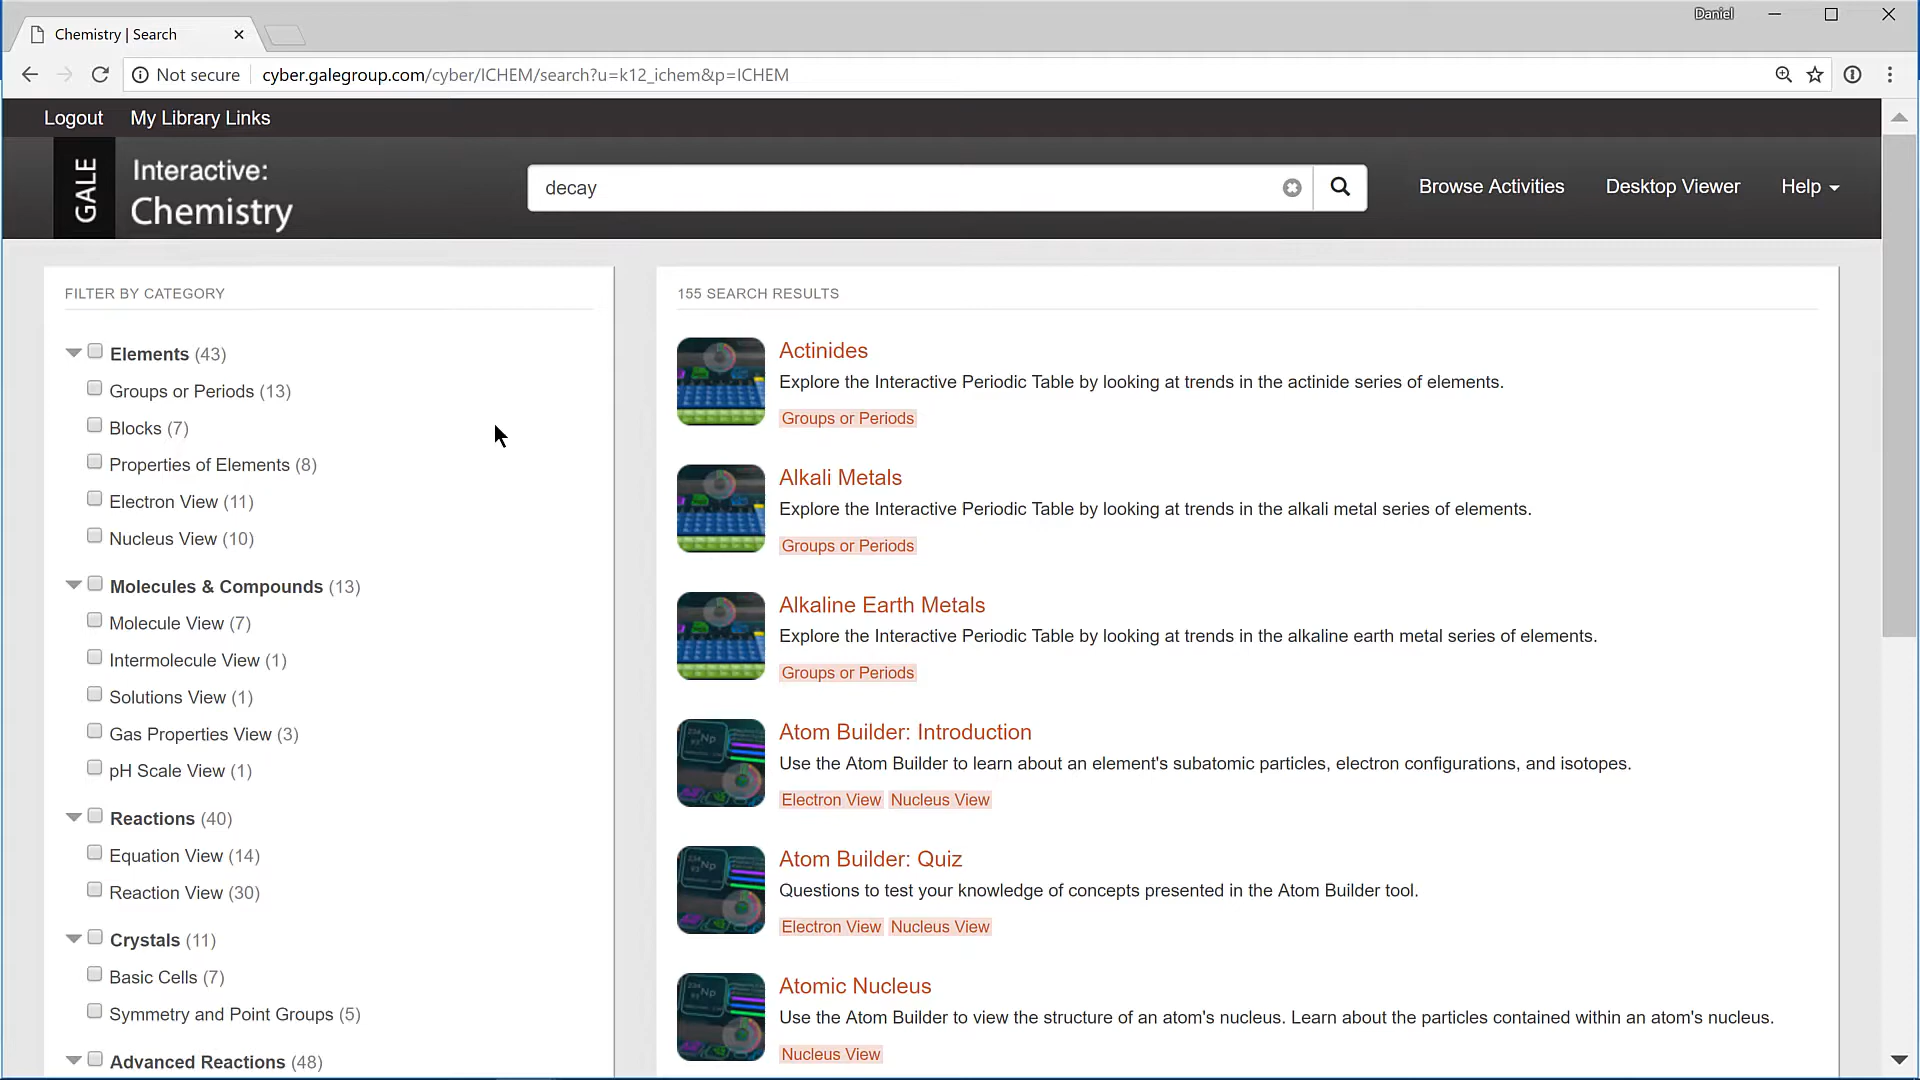 Daniel
Chemistry | Search
Not secure
cyber.galegroup.com/cyber/ICHEM/search?u=k12_ichem&p=ICHEM
Logout
My Library Links
GALE
Interactive:
Chemistry
decay
Browse Activities
Desktop Viewer
Help
FILTER BY CATEGORY
Elements (43)
Groups or Periods (13)
Blocks (7)
Properties of Elements (8)
Electron View (11)
Nucleus View (10)
Molecules & Compounds (13)
Molecule View (7)
Intermolecule View (1)
Solutions View (1)
Gas Properties View (3)
pH Scale View (1)
Reactions (40)
Equation View (14)
Reaction View (30)
Crystals (11)
Basic Cells (7)
Symmetry and Point Groups (5)
Advanced Reactions (48)
155 SEARCH RESULTS
Actinides
Explore the Interactive Periodic Table by looking at trends in the actinide series of elements.
Groups or Periods
Alkali Metals
Explore the Interactive Periodic Table by looking at trends in the alkali metal series of elements.
Groups or Periods
Alkaline Earth Metals
Explore the Interactive Periodic Table by looking at trends in the alkaline earth metal series of elements.
Groups or Periods
Atom Builder: Introduction
Use the Atom Builder to learn about an element's subatomic particles, electron configurations, and isotopes.
Electron View Nucleus View
Atom Builder: Quiz
Questions to test your knowledge of concepts presented in the Atom Builder tool.
Electron View Nucleus View
Atomic Nucleus
Use the Atom Builder to view the structure of an atom's nucleus. Learn about the particles contained within an atom's nucleus.
Nucleus View